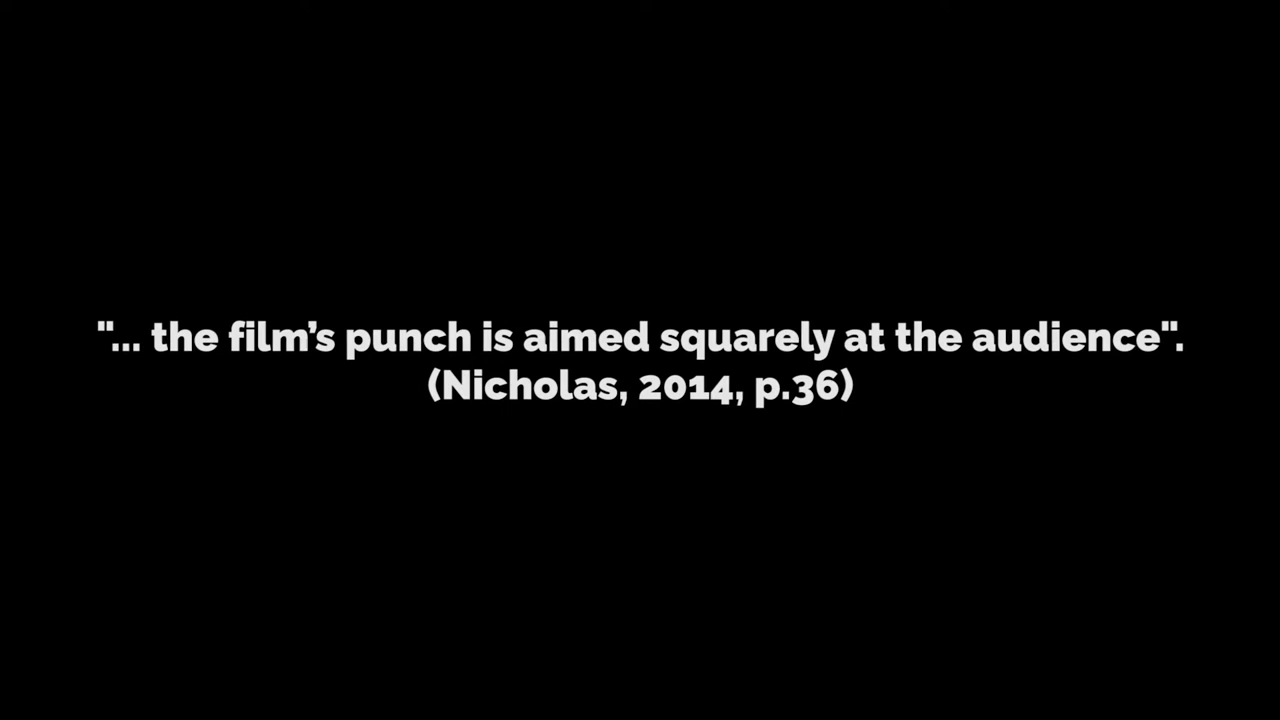 "... the film’s punch is aimed squarely at the audience".
(Nicholas, 2014, p.36)